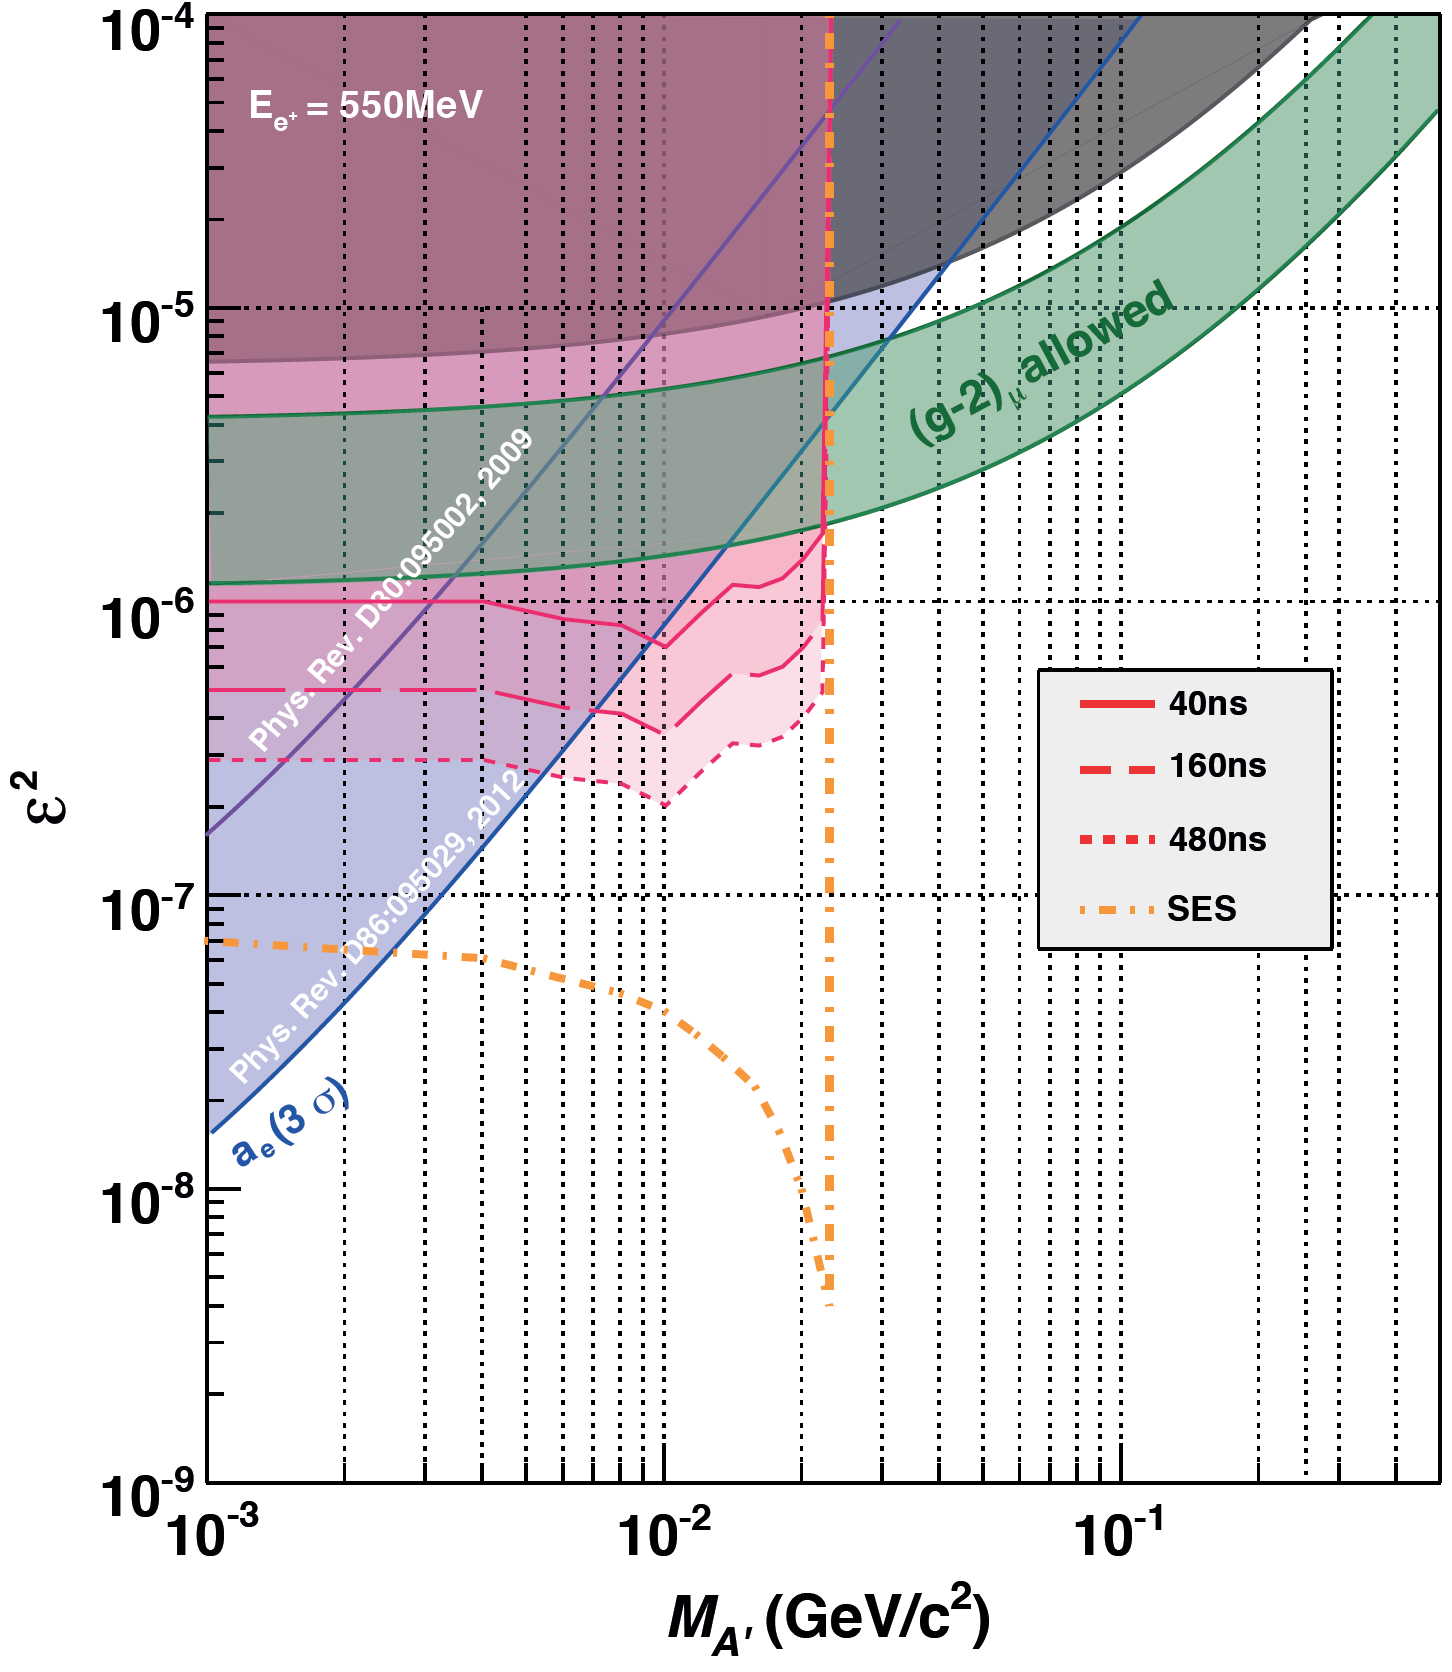 10⁻⁴
E_e⁺ = 550MeV
10⁻⁵
(g-2)_μ allowed
Phys. Rev. D80:095002, 2009
10⁻⁶
40ns
160ns
480ns
SES
ε²
Phys. Rev. D86:095029, 2012
10⁻⁷
a_e(3 σ)
10⁻⁸
10⁻⁹
10⁻³ 10⁻² 10⁻¹
M_A′ (GeV/c²)